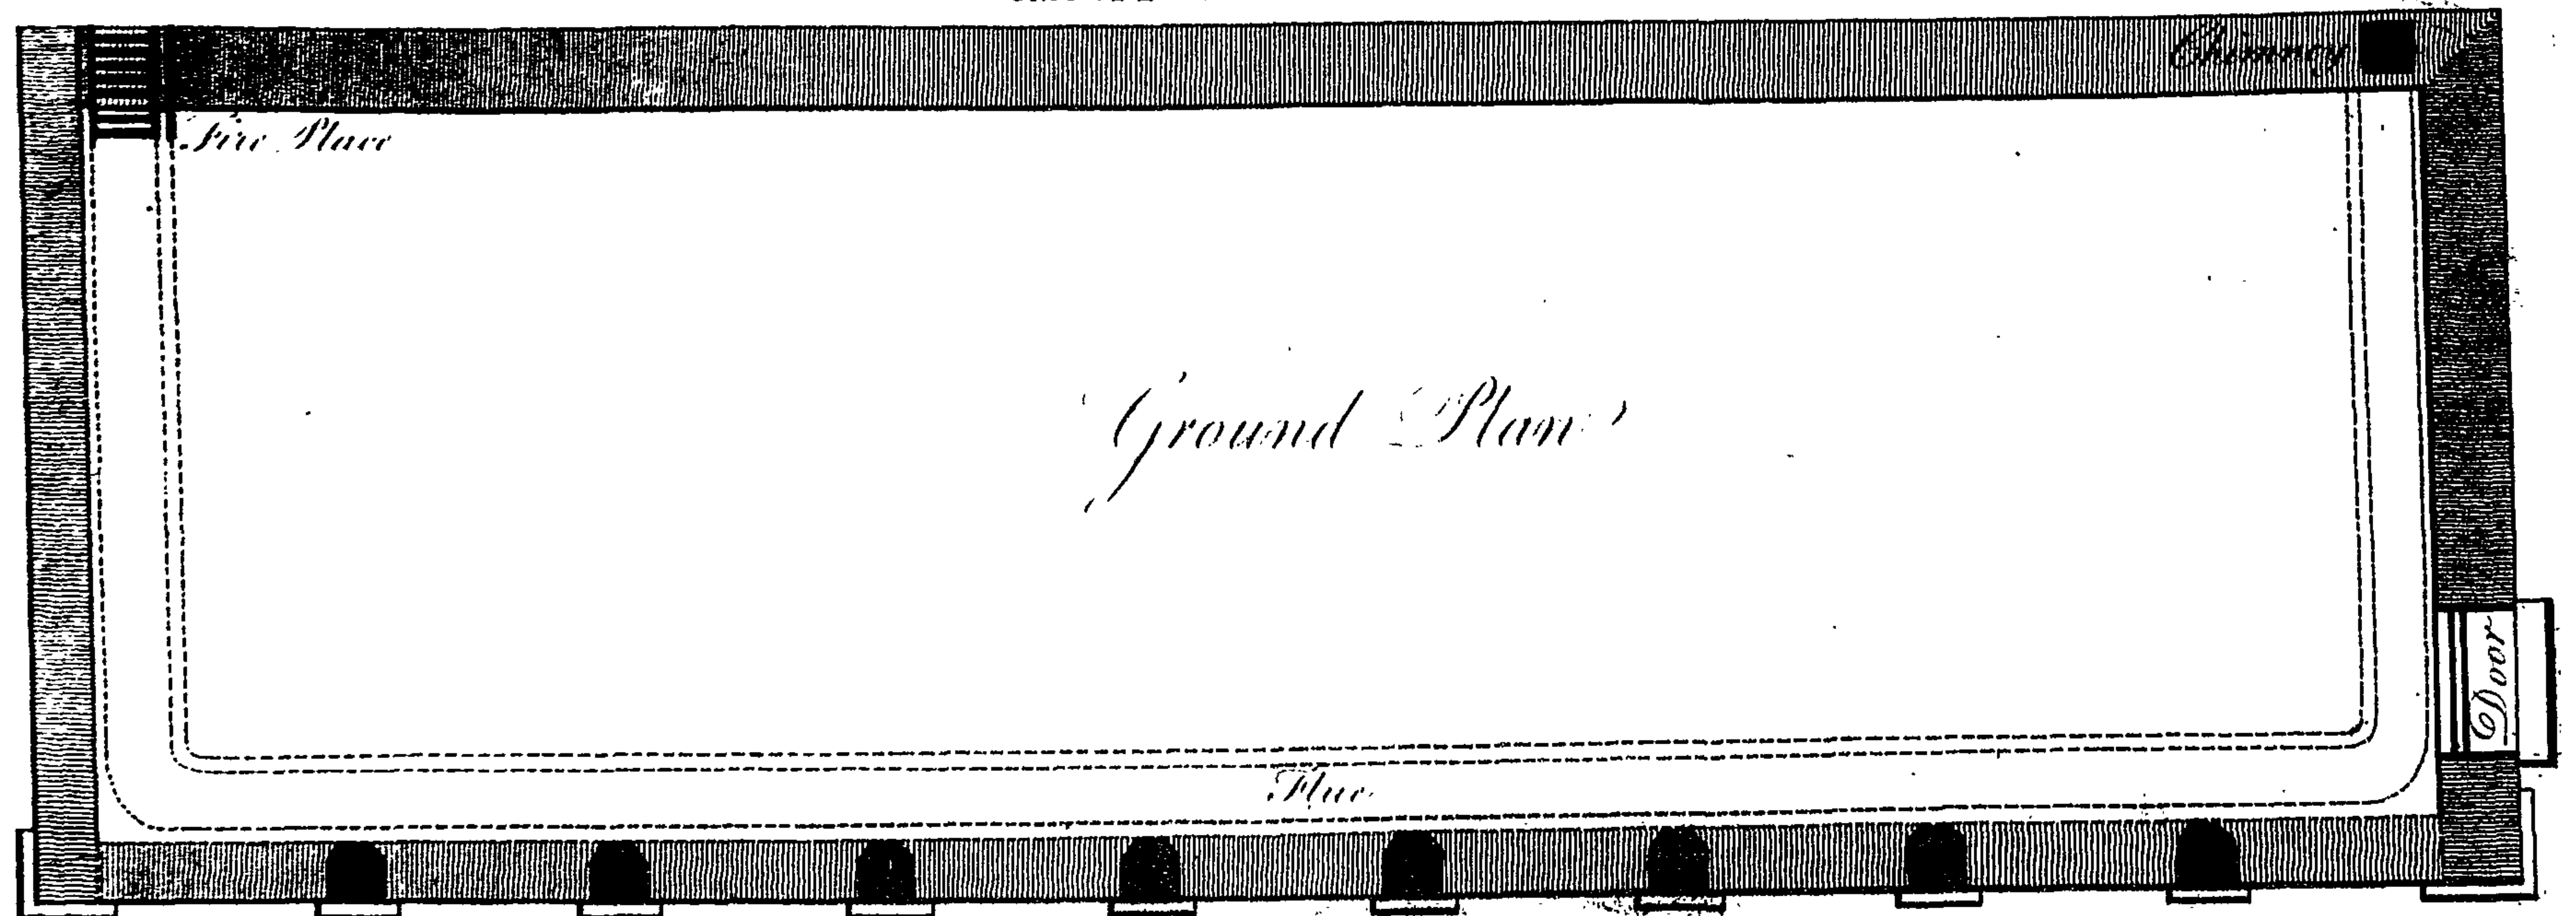 Chimney
Fire Place
Ground Plan
Door
Flue